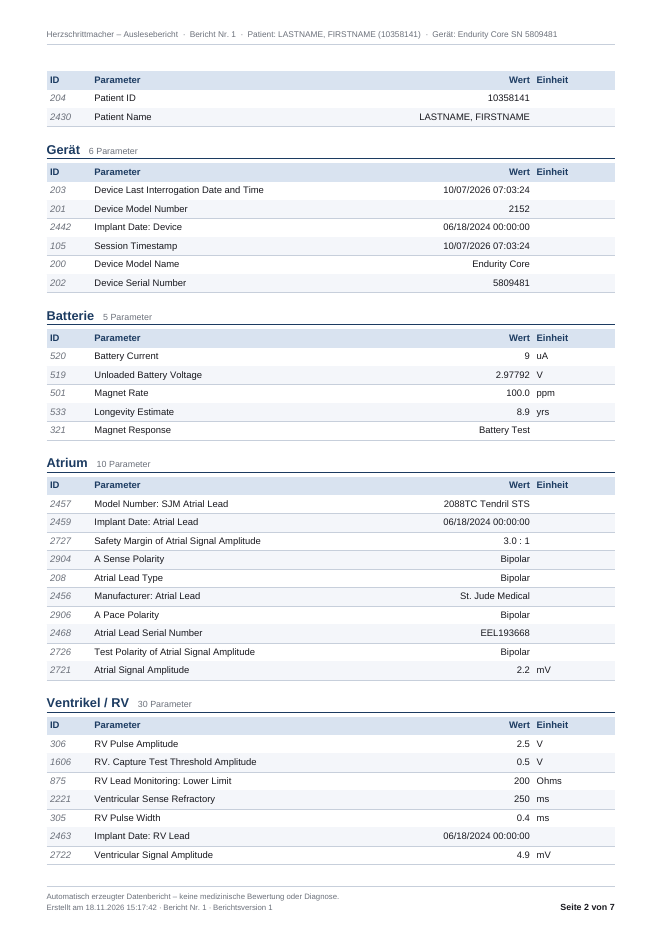 Herzschrittmacher – Auslesebericht · Bericht Nr. 1 · Patient: LASTNAME, FIRSTNAME (10358141) · Gerät: Endurity Core SN 5809481
ID Parameter Wert Einheit
204 Patient ID 10358141
2430 Patient Name LASTNAME, FIRSTNAME
Gerät 6 Parameter
ID Parameter Wert Einheit
203 Device Last Interrogation Date and Time 10/07/2026 07:03:24
201 Device Model Number 2152
2442 Implant Date: Device 06/18/2024 00:00:00
105 Session Timestamp 10/07/2026 07:03:24
200 Device Model Name Endurity Core
202 Device Serial Number 5809481
Batterie 5 Parameter
ID Parameter Wert Einheit
520 Battery Current 9 uA
519 Unloaded Battery Voltage 2.97792 V
501 Magnet Rate 100.0 ppm
533 Longevity Estimate 8.9 yrs
321 Magnet Response Battery Test
Atrium 10 Parameter
ID Parameter Wert Einheit
2457 Model Number: SJM Atrial Lead 2088TC Tendril STS
2459 Implant Date: Atrial Lead 06/18/2024 00:00:00
2727 Safety Margin of Atrial Signal Amplitude 3.0 : 1
2904 A Sense Polarity Bipolar
208 Atrial Lead Type Bipolar
2456 Manufacturer: Atrial Lead St. Jude Medical
2906 A Pace Polarity Bipolar
2468 Atrial Lead Serial Number EEL193668
2726 Test Polarity of Atrial Signal Amplitude Bipolar
2721 Atrial Signal Amplitude 2.2 mV
Ventrikel / RV 30 Parameter
ID Parameter Wert Einheit
306 RV Pulse Amplitude 2.5 V
1606 RV. Capture Test Threshold Amplitude 0.5 V
875 RV Lead Monitoring: Lower Limit 200 Ohms
2221 Ventricular Sense Refractory 250 ms
305 RV Pulse Width 0.4 ms
2463 Implant Date: RV Lead 06/18/2024 00:00:00
2722 Ventricular Signal Amplitude 4.9 mV
Automatisch erzeugter Datenbericht – keine medizinische Bewertung oder Diagnose.
Erstellt am 18.11.2026 15:17:42 · Bericht Nr. 1 · Berichtsversion 1 Seite 2 von 7